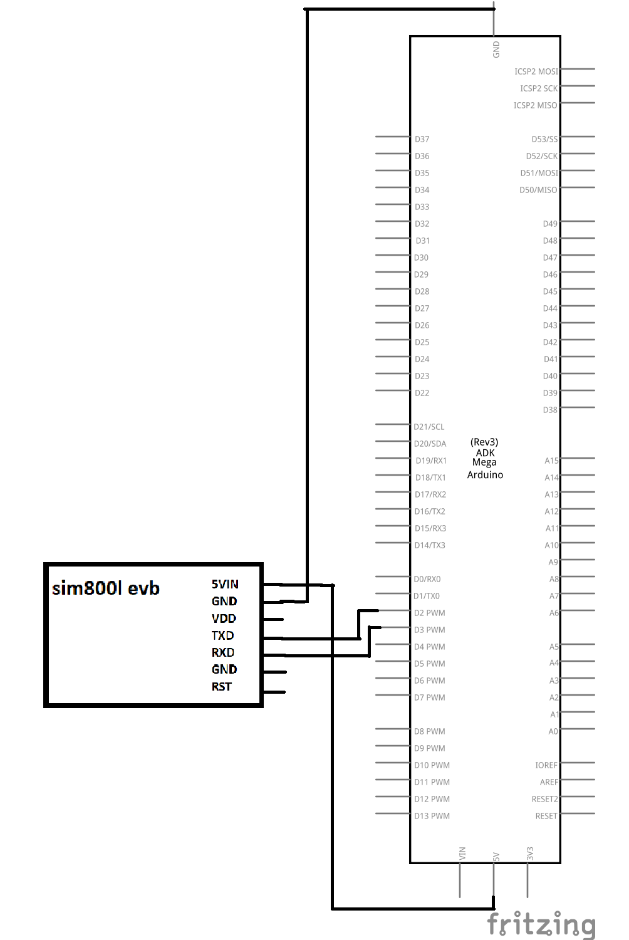 GND
ICSP2 MOSI
ICSP2 SCK
ICSP2 MISO
D37
D53/SS
D36
D52/SCK
D35
D51/MOSI
D34
D50/MISO
D33
D32
D49
D31
D48
D30
D47
D29
D46
D28
D45
D27
D44
D26
D43
D25
D42
D24
D41
D23
D40
D22
D39
D38
D21/SCL
D20/SDA
D19/RX1
D18/TX1
D17/RX2
D16/TX2
D15/RX3
D14/TX3
(Rev3)
ADK
Mega
Arduino
A15
A14
A13
A12
A11
A10
A9
D0/RX0
A8
D1/TX0
A7
D2 PWM
A6
D3 PWM
D4 PWM
A5
D5 PWM
A4
D6 PWM
A3
D7 PWM
A2
A1
D8 PWM
A0
D9 PWM
D10 PWM
IOREF
D11 PWM
AREF
D12 PWM
RESET2
D13 PWM
RESET
VIN
5V
3V3
sim800l evb
5VIN
GND
VDD
TXD
RXD
GND
RST
fritzing